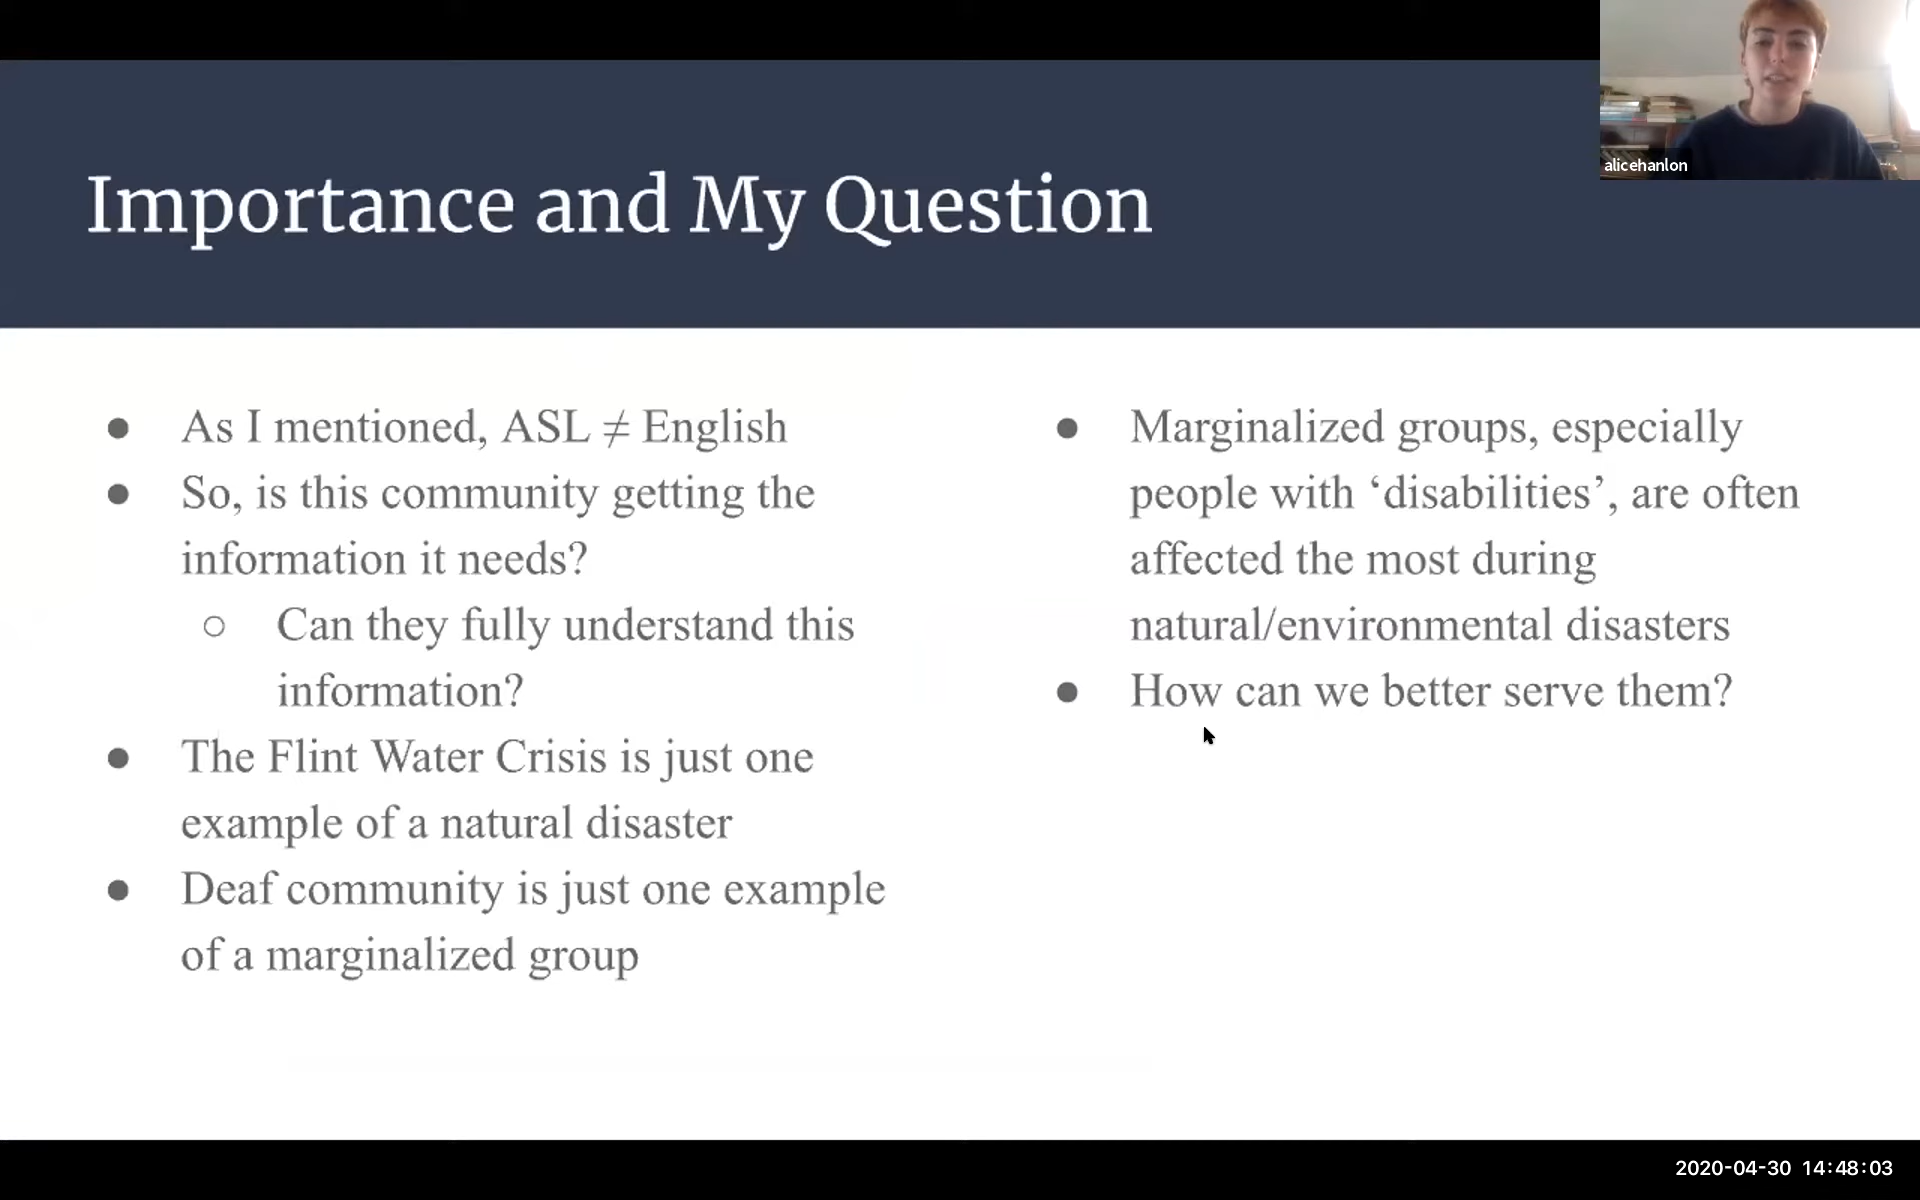 alicehanlon
Importance and My Question
● As I mentioned, ASL ≠ English
● So, is this community getting the
information it needs?
○ Can they fully understand this
information?
● The Flint Water Crisis is just one
example of a natural disaster
● Deaf community is just one example
of a marginalized group
● Marginalized groups, especially
people with ‘disabilities’, are often
affected the most during
natural/environmental disasters
● How can we better serve them?
2020-04-30 14:48:03